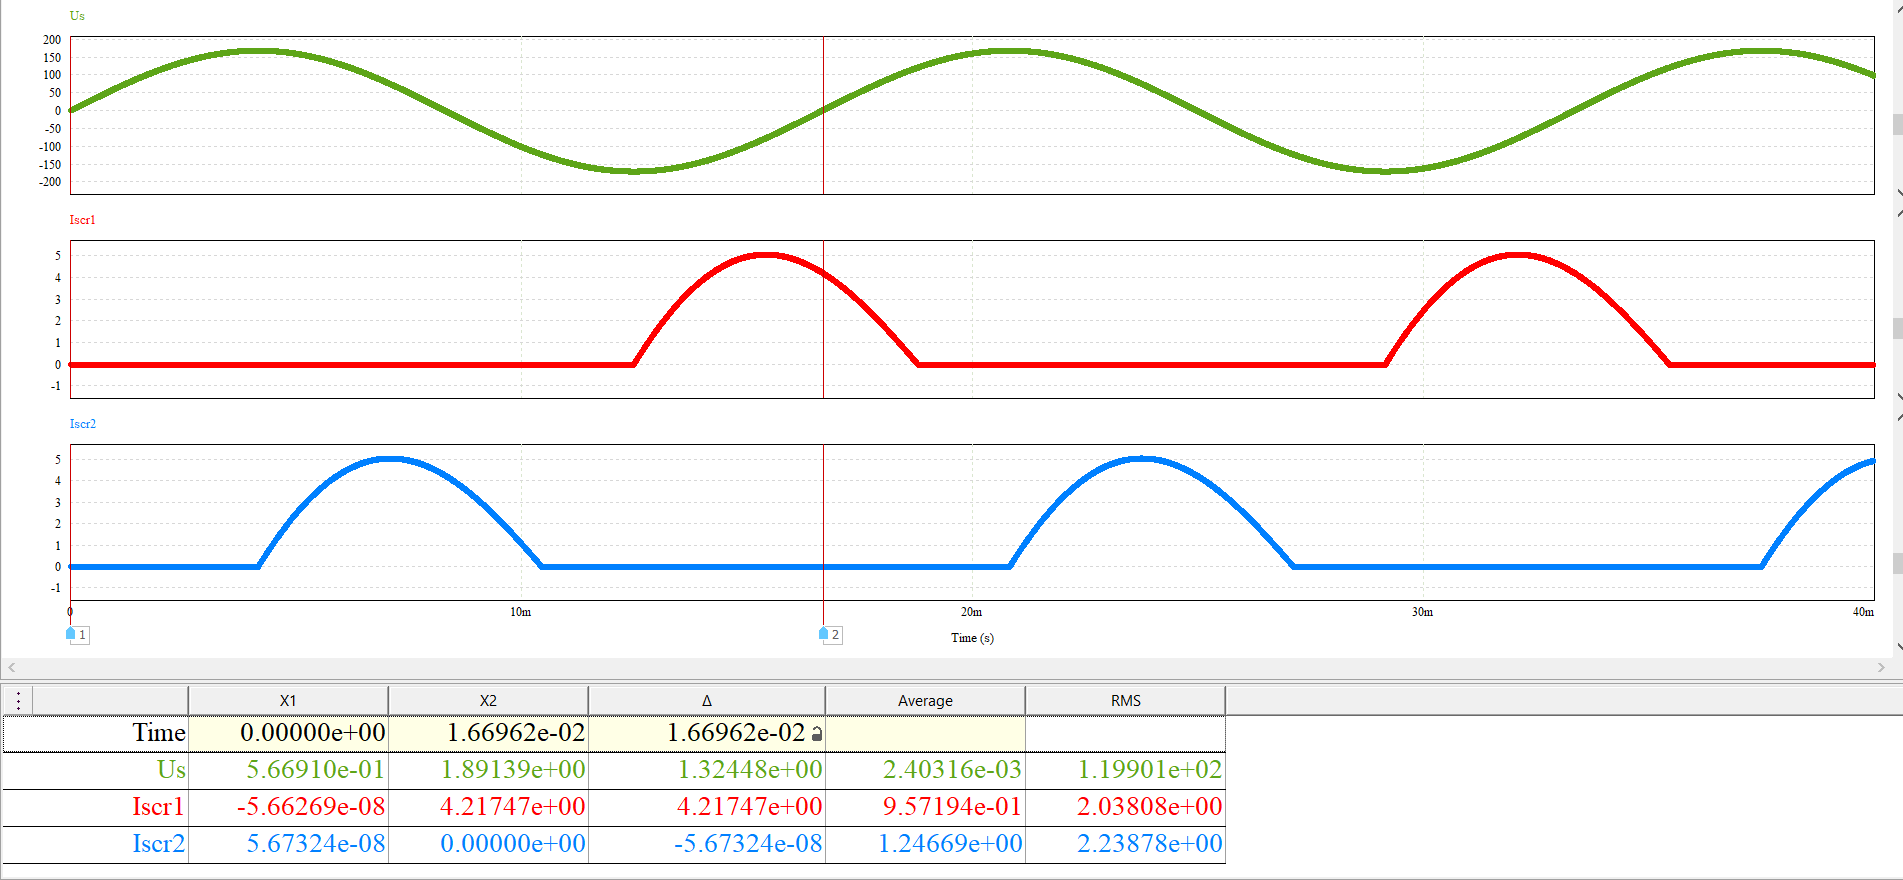 Us
200
150
100
50
0
-50
-100
-150
-200
Iscr1
5
4
3
2
1
0
-1
Iscr2
5
4
3
2
1
0
-1
0 10m 20m 30m 40m
1 2
Time (s)
X1 X2 Δ Average RMS
Time 0.00000e+00 1.66962e-02 1.66962e-02
Us 5.66910e-01 1.89139e+00 1.32448e+00 2.40316e-03 1.19901e+02
Iscr1 -5.66269e-08 4.21747e+00 4.21747e+00 9.57194e-01 2.03808e+00
Iscr2 5.67324e-08 0.00000e+00 -5.67324e-08 1.24669e+00 2.23878e+00